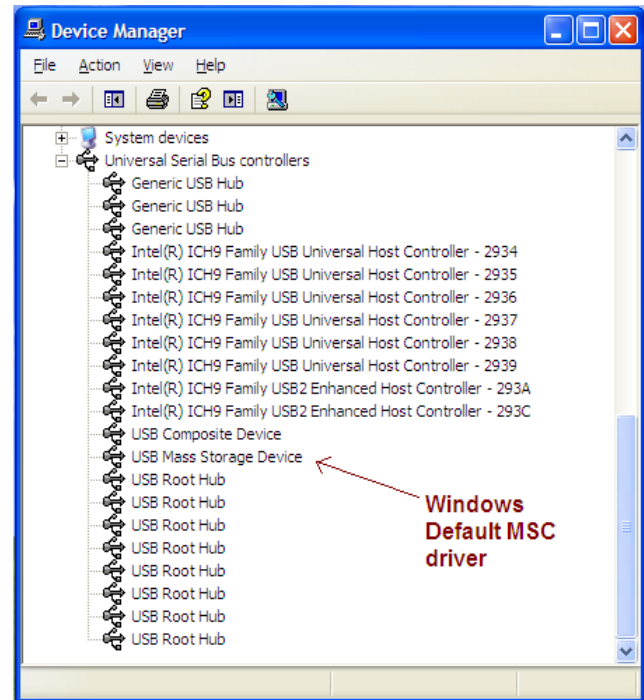 Device Manager
File Action View Help
System devices
Universal Serial Bus controllers
Generic USB Hub
Generic USB Hub
Generic USB Hub
Intel(R) ICH9 Family USB Universal Host Controller - 2934
Intel(R) ICH9 Family USB Universal Host Controller - 2935
Intel(R) ICH9 Family USB Universal Host Controller - 2936
Intel(R) ICH9 Family USB Universal Host Controller - 2937
Intel(R) ICH9 Family USB Universal Host Controller - 2938
Intel(R) ICH9 Family USB Universal Host Controller - 2939
Intel(R) ICH9 Family USB2 Enhanced Host Controller - 293A
Intel(R) ICH9 Family USB2 Enhanced Host Controller - 293C
USB Composite Device
USB Mass Storage Device
USB Root Hub
USB Root Hub
USB Root Hub
USB Root Hub
USB Root Hub
USB Root Hub
USB Root Hub
USB Root Hub
Windows
Default MSC
driver